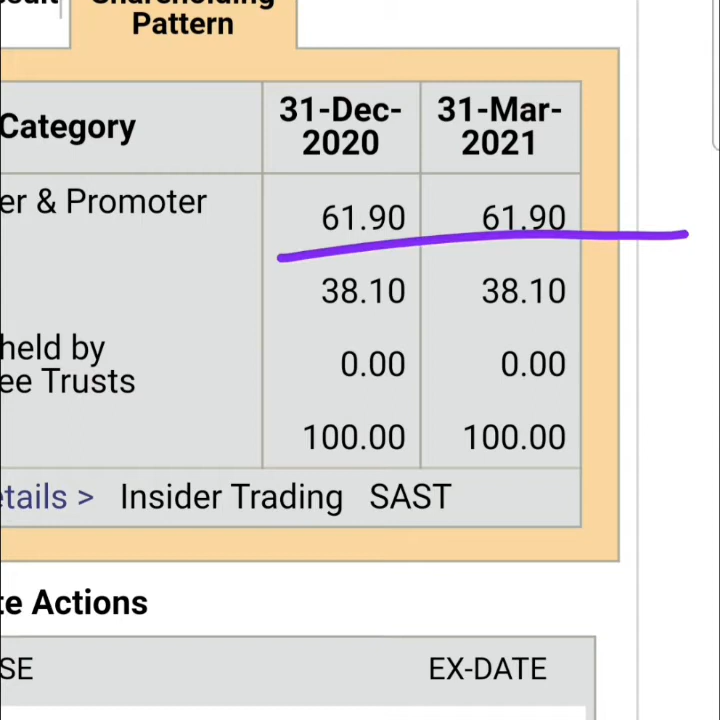 Shareholding
Pattern
Category
31-Dec-
2020
31-Mar-
2021
er & Promoter
61.90
61.90
38.10
38.10
held by
ee Trusts
0.00
0.00
100.00
100.00
etails > Insider Trading SAST
te Actions
SE
EX-DATE